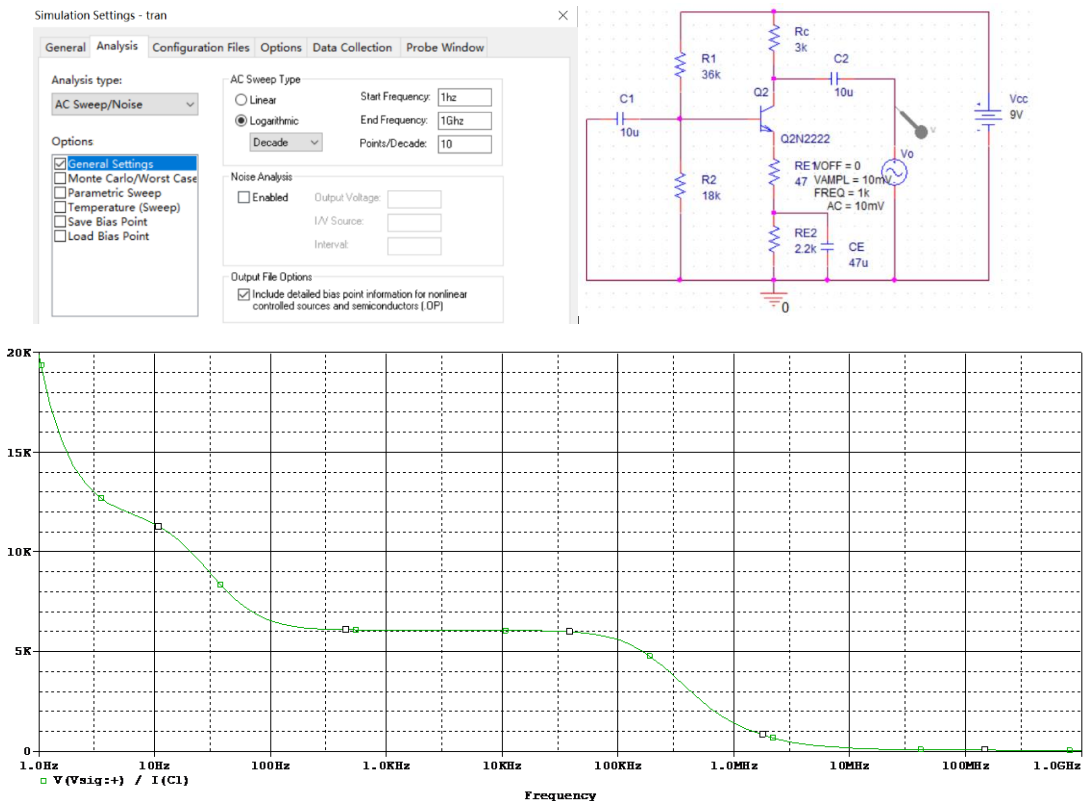 Simulation Settings - tran
General Analysis Configuration Files Options Data Collection Probe Window
Analysis type:
AC Sweep/Noise
Options
General Settings
Monte Carlo/Worst Case
Parametric Sweep
Temperature (Sweep)
Save Bias Point
Load Bias Point
AC Sweep Type
Linear
Logarithmic
Decade
Start Frequency: 1hz
End Frequency: 1Ghz
Points/Decade: 10
Noise Analysis
Enabled
Output Voltage:
I/V Source:
Interval:
Output File Options
Include detailed bias point information for nonlinear
controlled sources and semiconductors (.OP)
Rc
3k
R1
36k
C2
10u
Q2
C1
10u
Q2N2222
Vcc
9V
Vo
V
RE1
47
VOFF = 0
VAMPL = 10mV
FREQ = 1k
AC = 10mV
R2
18k
RE2
2.2k
CE
47u
0
20K
15K
10K
5K
0
1.0Hz 10Hz 100Hz 1.0KHz 10KHz 100KHz 1.0MHz 10MHz 100MHz 1.0GHz
V(Vsig:+) / I(C1)
Frequency